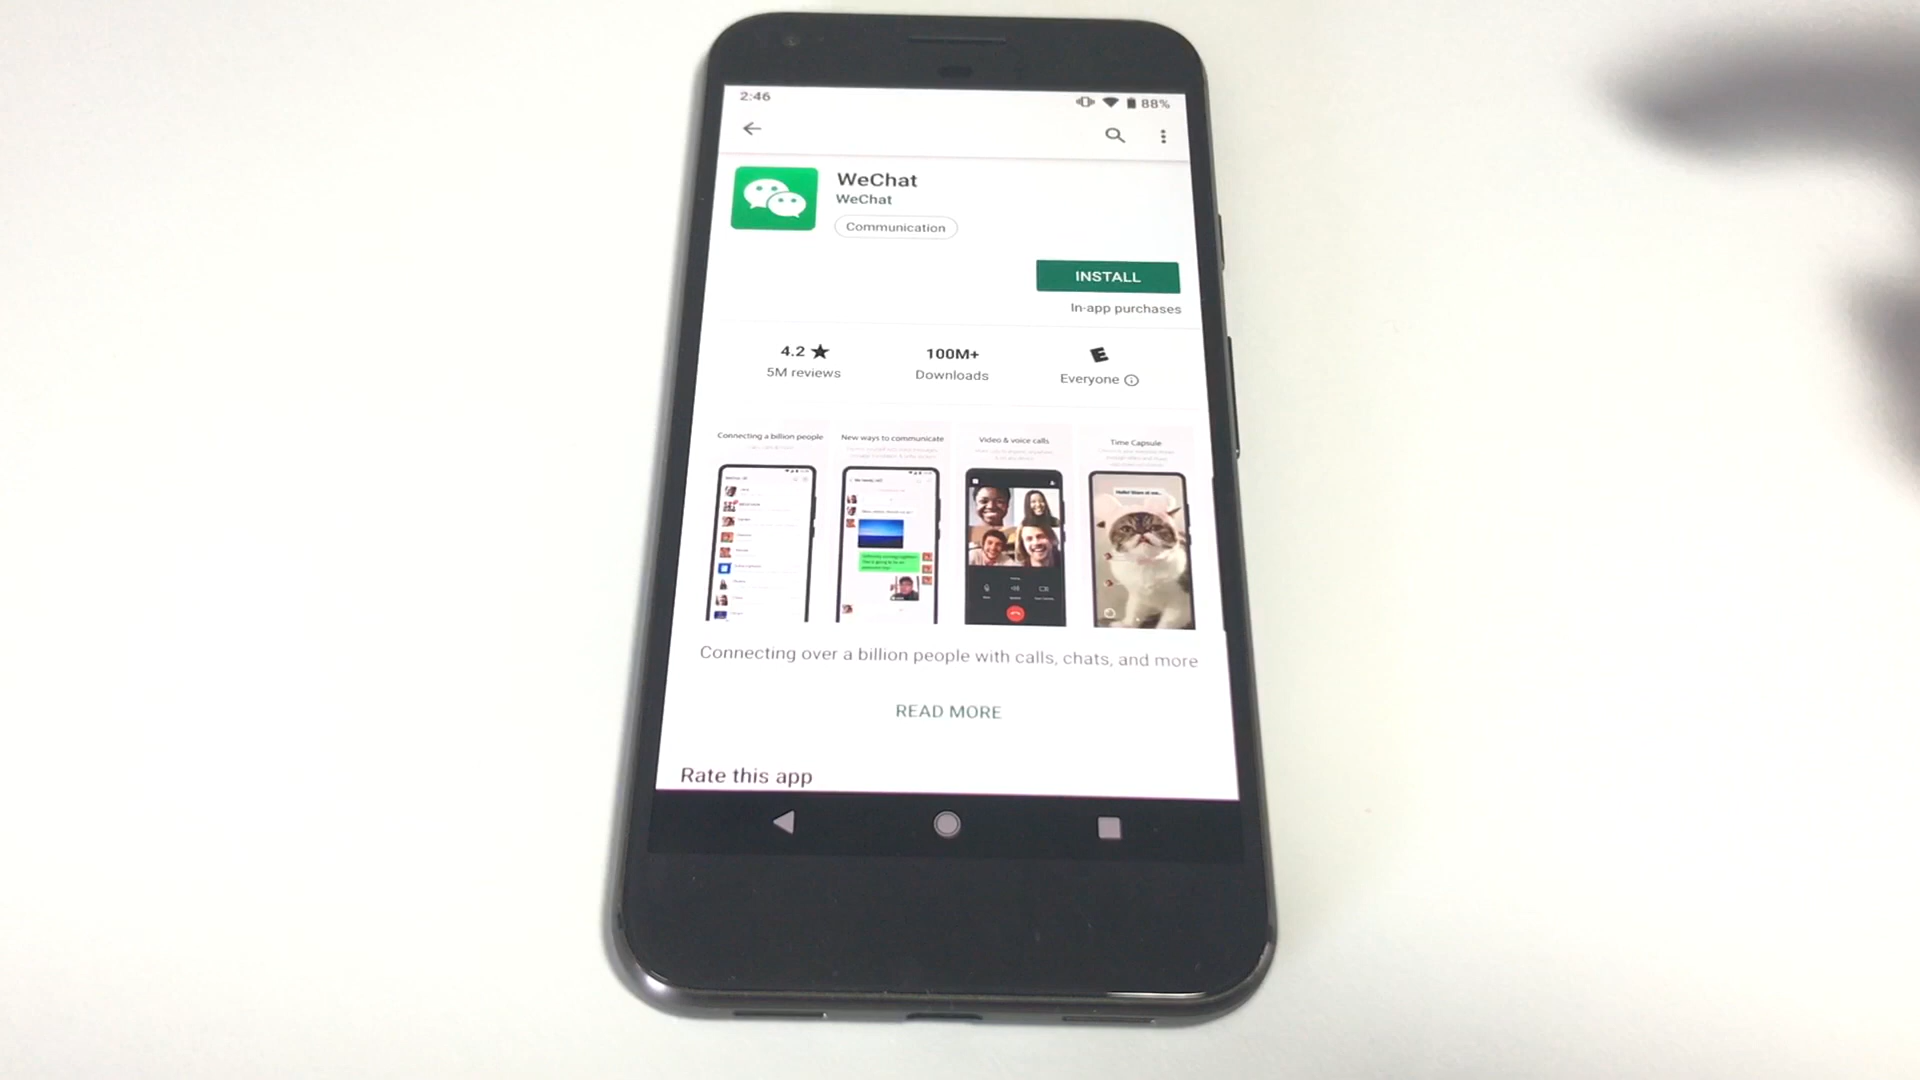 2:46
88%
WeChat
WeChat
Communication
INSTALL
In-app purchases
4.2 ★
5M reviews
100M+
Downloads
E
Everyone
Connecting a billion people
New ways to communicate
Video & voice calls
Time Capsule
Connecting over a billion people with calls, chats, and more
READ MORE
Rate this app